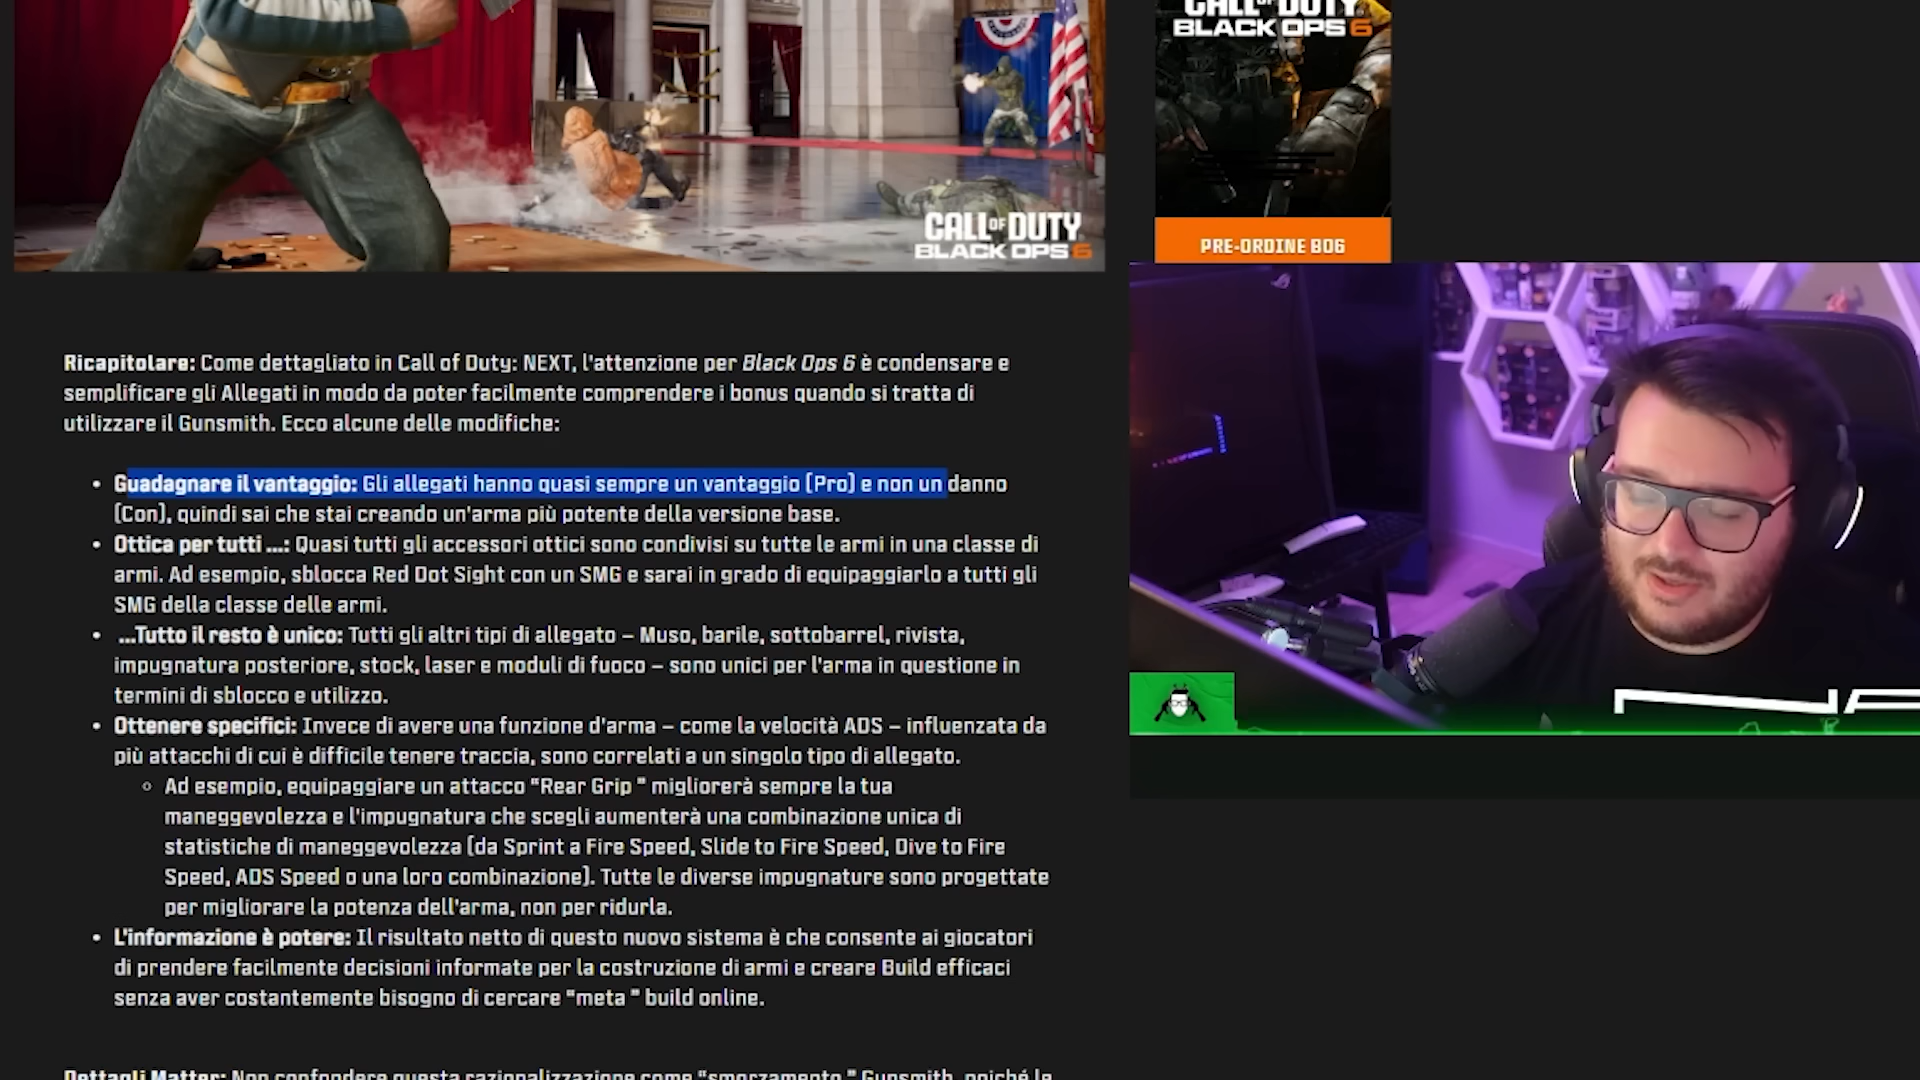 CALL OF DUTY
BLACK OPS 6
CALL OF DUTY
BLACK OPS 6
PRE-ORDINE BO6
Ricapitolare: Come dettagliato in Call of Duty: NEXT, l'attenzione per Black Ops 6 è condensare e
semplificare gli Allegati in modo da poter facilmente comprendere i bonus quando si tratta di
utilizzare il Gunsmith. Ecco alcune delle modifiche:
• Guadagnare il vantaggio: Gli allegati hanno quasi sempre un vantaggio (Pro) e non un danno
(Con), quindi sai che stai creando un'arma più potente della versione base.
• Ottica per tutti ...: Quasi tutti gli accessori ottici sono condivisi su tutte le armi in una classe di
armi. Ad esempio, sblocca Red Dot Sight con un SMG e sarai in grado di equipaggiarlo a tutti gli
SMG della classe delle armi.
• ...Tutto il resto è unico: Tutti gli altri tipi di allegato – Muso, barile, sottobarrel, rivista,
impugnatura posteriore, stock, laser e moduli di fuoco – sono unici per l'arma in questione in
termini di sblocco e utilizzo.
• Ottenere specifici: Invece di avere una funzione d'arma – come la velocità ADS – influenzata da
più attacchi di cui è difficile tenere traccia, sono correlati a un singolo tipo di allegato.
◦ Ad esempio, equipaggiare un attacco "Rear Grip " migliorerà sempre la tua
maneggevolezza e l'impugnatura che scegli aumenterà una combinazione unica di
statistiche di maneggevolezza (da Sprint a Fire Speed, Slide to Fire Speed, Dive to Fire
Speed, ADS Speed o una loro combinazione). Tutte le diverse impugnature sono progettate
per migliorare la potenza dell'arma, non per ridurla.
• L'informazione è potere: Il risultato netto di questo nuovo sistema è che consente ai giocatori
di prendere facilmente decisioni informate per la costruzione di armi e creare Build efficaci
senza aver costantemente bisogno di cercare "meta " build online.
Dettagli Matter: Non confondere questa razionalizzazione come "smorzamento " Gunsmith, poiché le